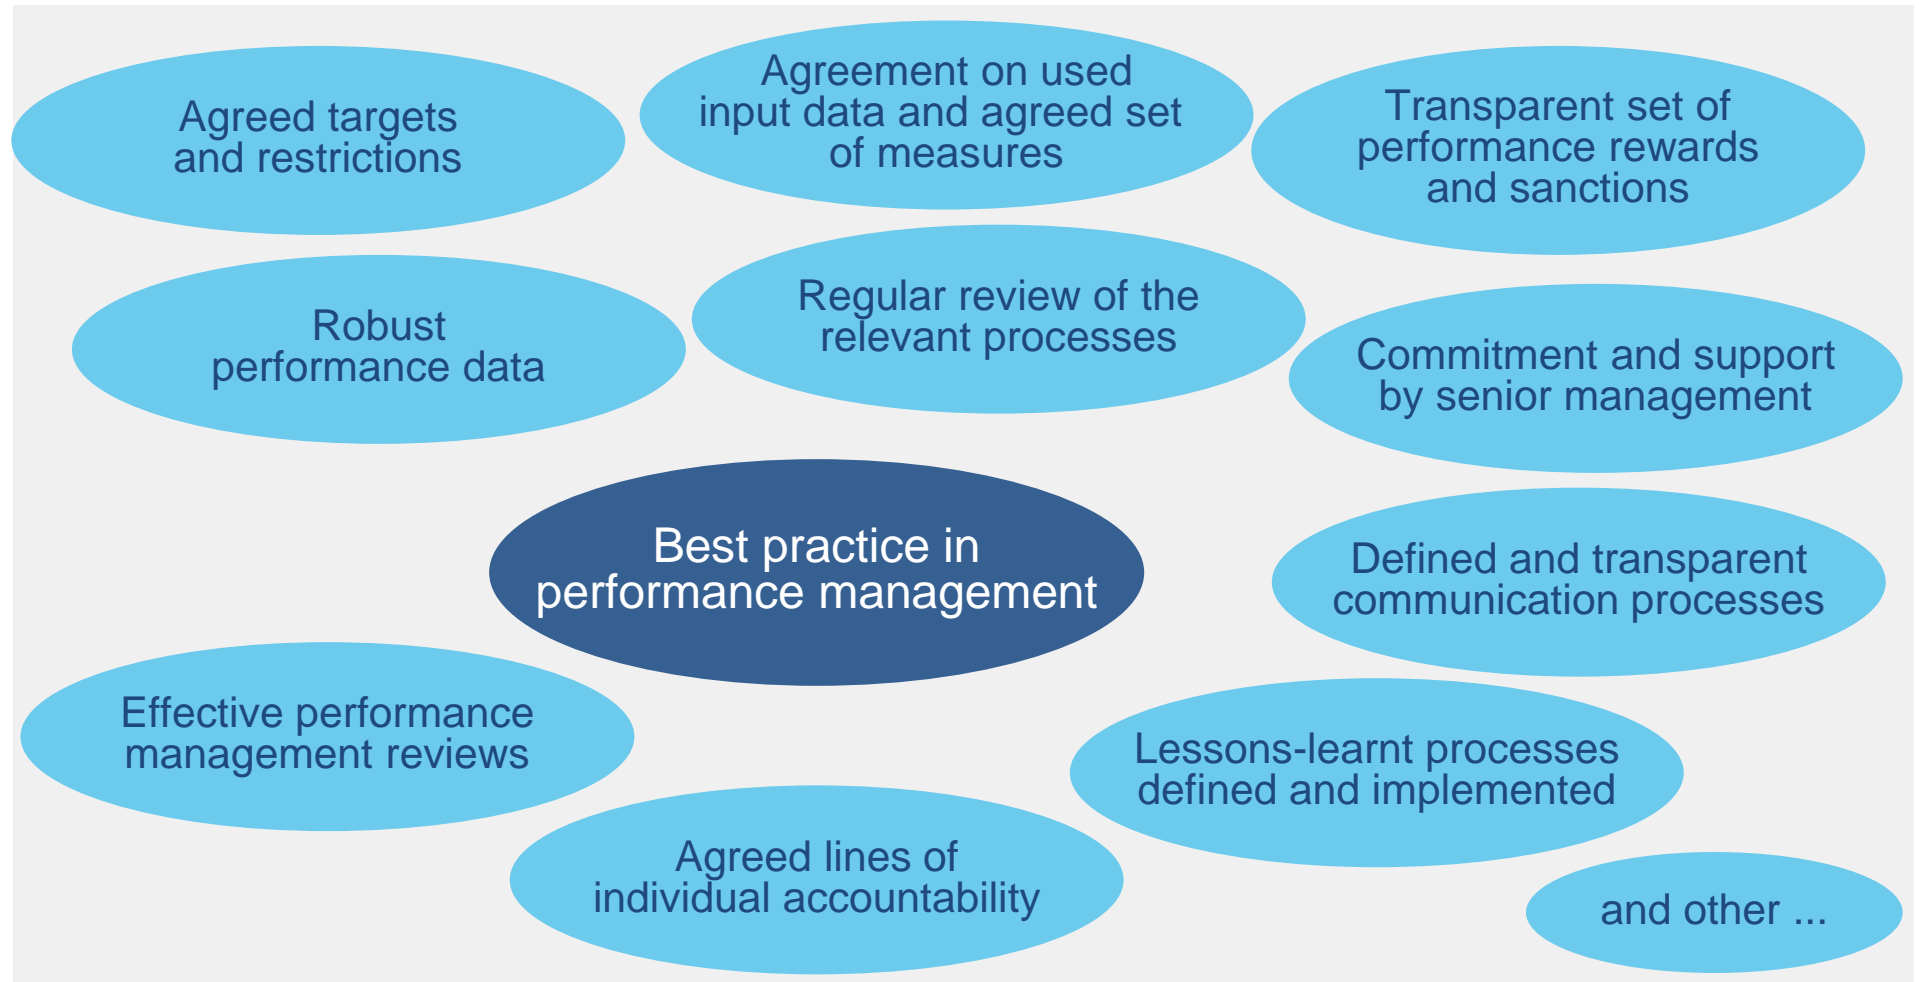 Agreed targets
and restrictions
Agreement on used
input data and agreed set
of measures
Transparent set of
performance rewards
and sanctions
Robust
performance data
Regular review of the
relevant processes
Commitment and support
by senior management
Best practice in
performance management
Defined and transparent
communication processes
Effective performance
management reviews
Lessons-learnt processes
defined and implemented
Agreed lines of
individual accountability
and other ...